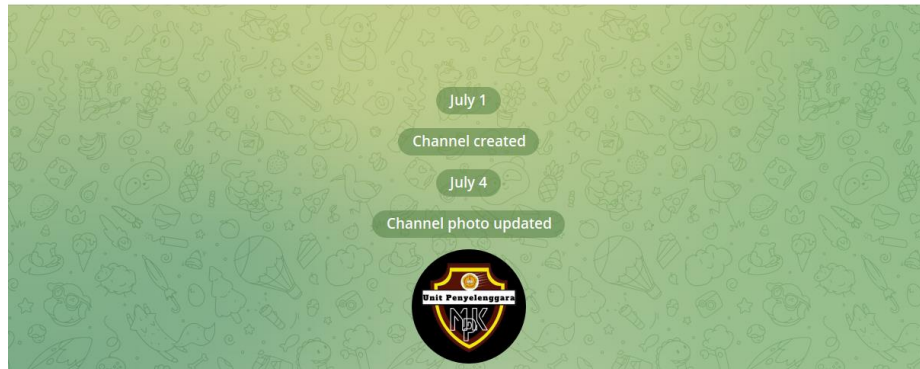 July 1
Channel created
July 4
Channel photo updated
Unit Penyelenggara
MPK